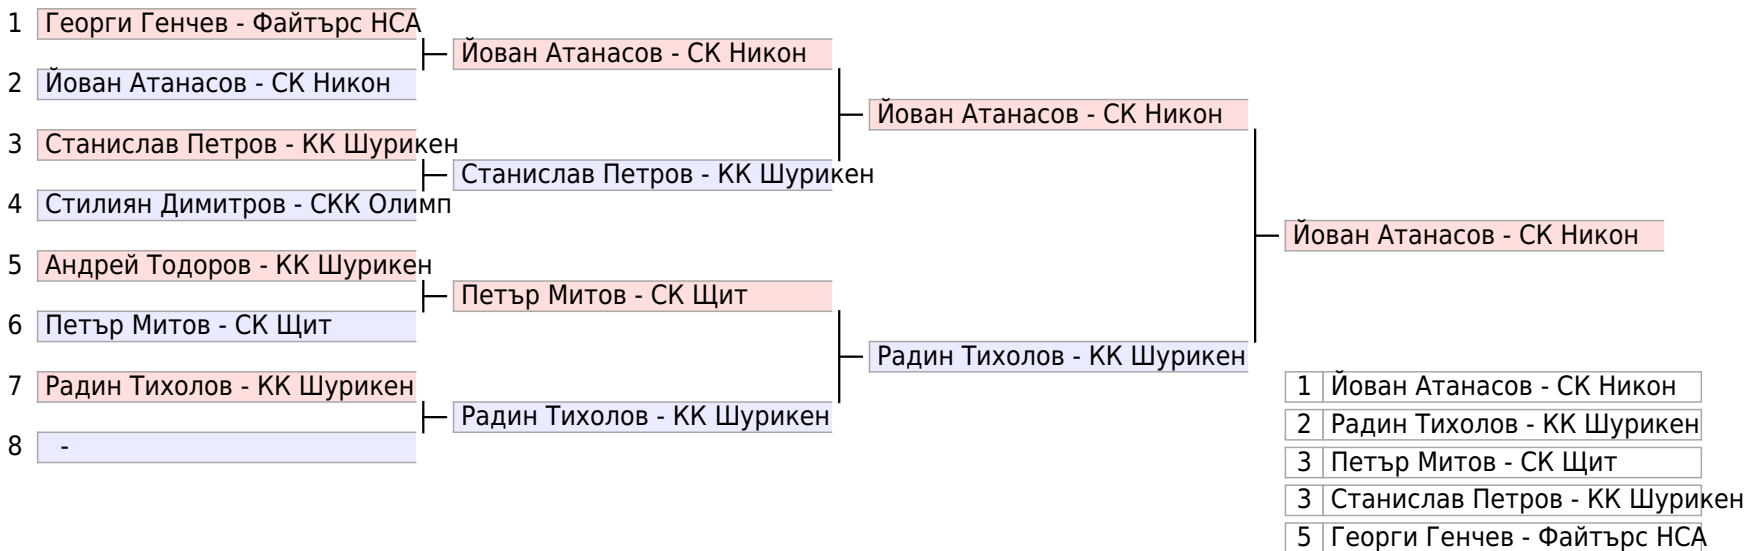 1 Георги Генчев - Файтърс НСА
2 Йован Атанасов - СК Никон
3 Станислав Петров - КК Шурикен
4 Стилиян Димитров - СКК Олимп
5 Андрей Тодоров - КК Шурикен
6 Петър Митов - СК Щит
7 Радин Тихолов - КК Шурикен
8 -
Йован Атанасов - СК Никон
Станислав Петров - КК Шурикен
Петър Митов - СК Щит
Радин Тихолов - КК Шурикен
Йован Атанасов - СК Никон
Радин Тихолов - КК Шурикен
Йован Атанасов - СК Никон
1 Йован Атанасов - СК Никон
2 Радин Тихолов - КК Шурикен
3 Петър Митов - СК Щит
3 Станислав Петров - КК Шурикен
5 Георги Генчев - Файтърс НСА